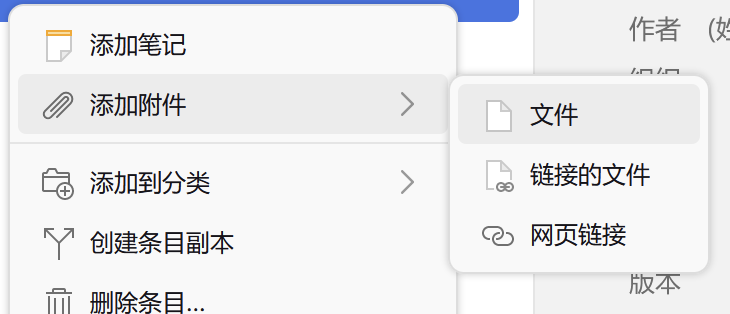 添加笔记
添加附件
添加到分类
创建条目副本
删除条目...
文件
链接的文件
网页链接
作者
版本